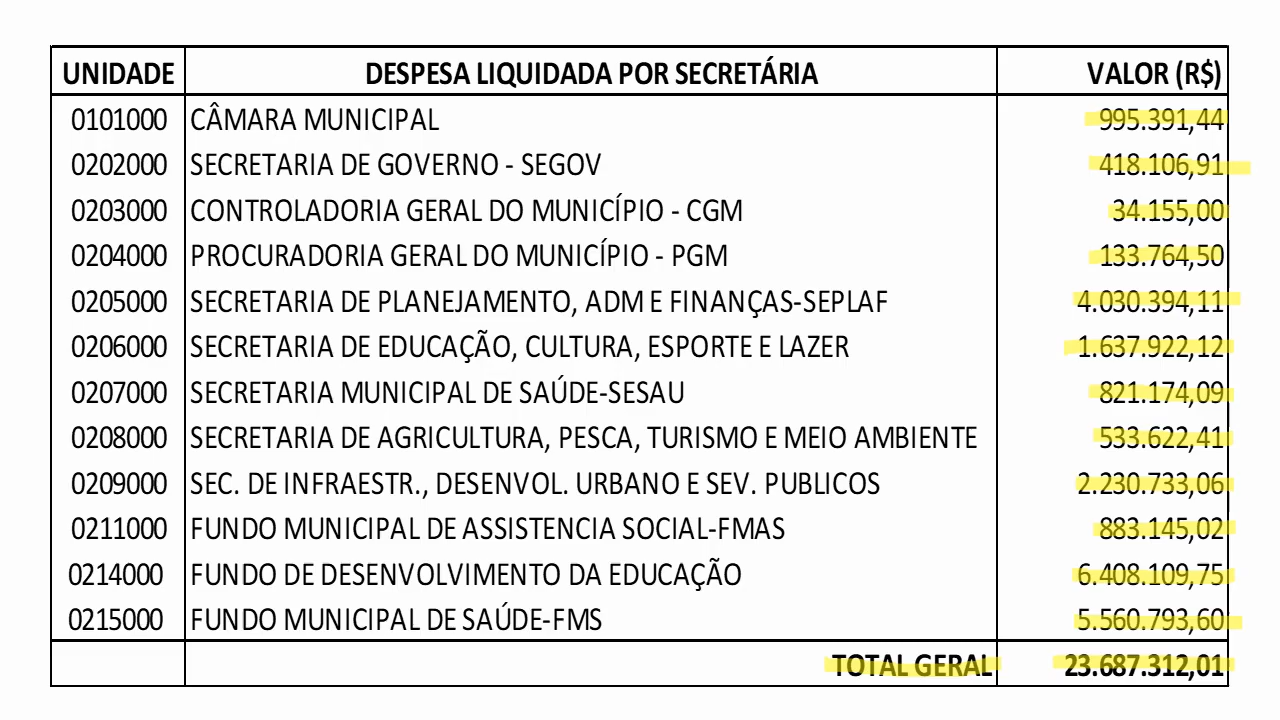 UNIDADE DESPESA LIQUIDADA POR SECRETÁRIA VALOR (R$)
0101000 CÂMARA MUNICIPAL 995.391,44
0202000 SECRETARIA DE GOVERNO - SEGOV 418.106,91
0203000 CONTROLADORIA GERAL DO MUNICÍPIO - CGM 34.155,00
0204000 PROCURADORIA GERAL DO MUNICÍPIO - PGM 133.764,50
0205000 SECRETARIA DE PLANEJAMENTO, ADM E FINANÇAS-SEPLAF 4.030.394,11
0206000 SECRETARIA DE EDUCAÇÃO, CULTURA, ESPORTE E LAZER 1.637.922,12
0207000 SECRETARIA MUNICIPAL DE SAÚDE-SESAU 821.174,09
0208000 SECRETARIA DE AGRICULTURA, PESCA, TURISMO E MEIO AMBIENTE 533.622,41
0209000 SEC. DE INFRAESTR., DESENVOL. URBANO E SEV. PUBLICOS 2.230.733,06
0211000 FUNDO MUNICIPAL DE ASSISTENCIA SOCIAL-FMAS 883.145,02
0214000 FUNDO DE DESENVOLVIMENTO DA EDUCAÇÃO 6.408.109,75
0215000 FUNDO MUNICIPAL DE SAÚDE-FMS 5.560.793,60
TOTAL GERAL 23.687.312,01